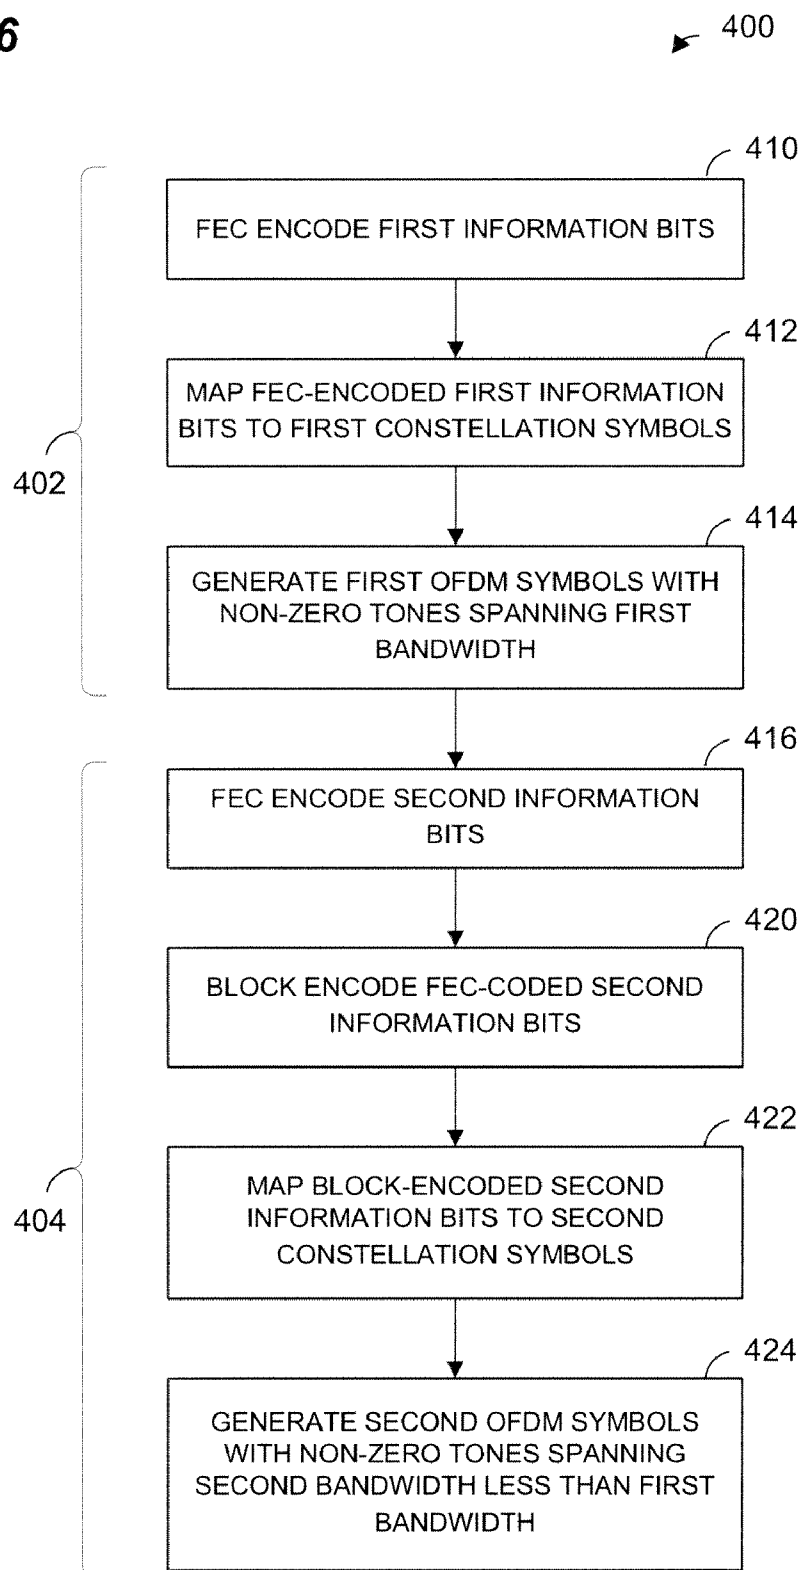 6
400
410
FEC ENCODE FIRST INFORMATION BITS
412
MAP FEC-ENCODED FIRST INFORMATION
BITS TO FIRST CONSTELLATION SYMBOLS
402
414
GENERATE FIRST OFDM SYMBOLS WITH
NON-ZERO TONES SPANNING FIRST
BANDWIDTH
416
FEC ENCODE SECOND INFORMATION
BITS
420
BLOCK ENCODE FEC-CODED SECOND
INFORMATION BITS
422
MAP BLOCK-ENCODED SECOND
INFORMATION BITS TO SECOND
CONSTELLATION SYMBOLS
404
424
GENERATE SECOND OFDM SYMBOLS
WITH NON-ZERO TONES SPANNING
SECOND BANDWIDTH LESS THAN FIRST
BANDWIDTH